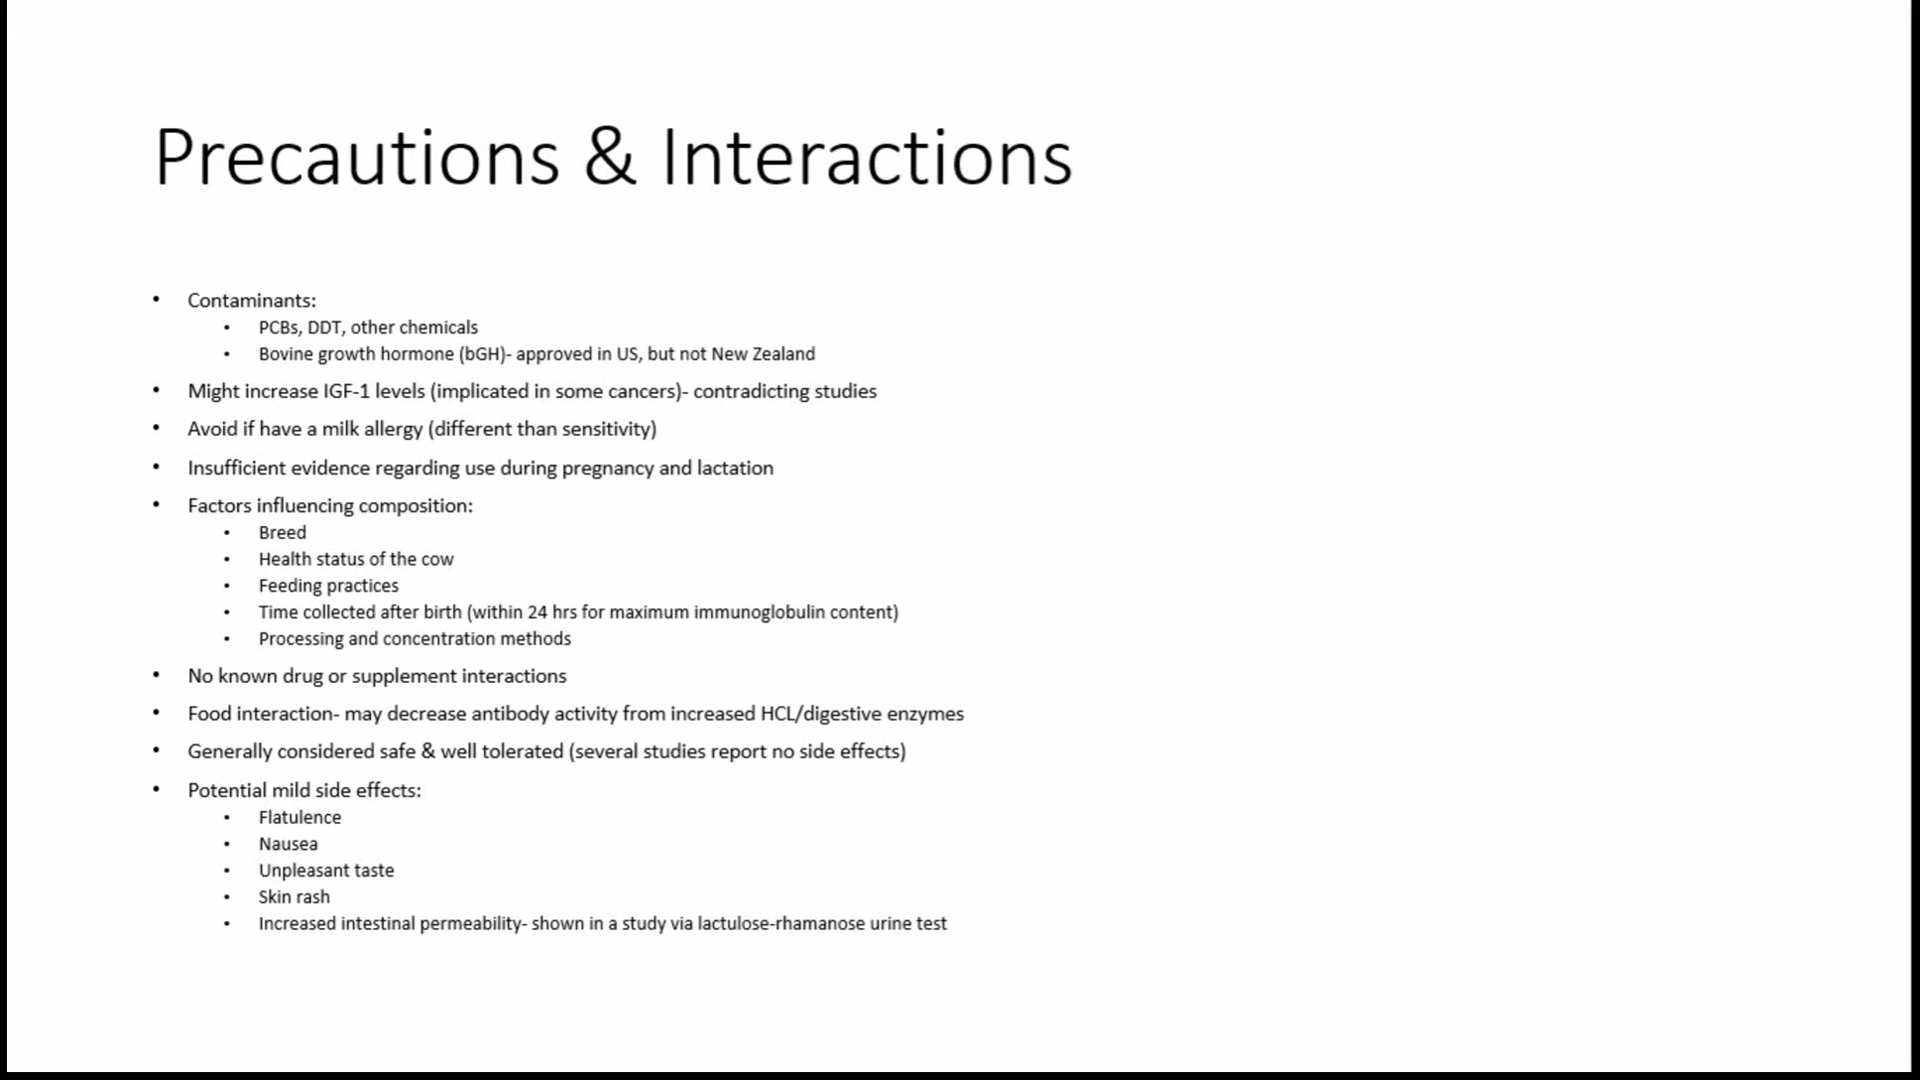 Precautions & Interactions
• Contaminants:
• PCBs, DDT, other chemicals
• Bovine growth hormone (bGH)- approved in US, but not New Zealand
• Might increase IGF-1 levels (implicated in some cancers)- contradicting studies
• Avoid if have a milk allergy (different than sensitivity)
• Insufficient evidence regarding use during pregnancy and lactation
• Factors influencing composition:
• Breed
• Health status of the cow
• Feeding practices
• Time collected after birth (within 24 hrs for maximum immunoglobulin content)
• Processing and concentration methods
• No known drug or supplement interactions
• Food interaction- may decrease antibody activity from increased HCL/digestive enzymes
• Generally considered safe & well tolerated (several studies report no side effects)
• Potential mild side effects:
• Flatulence
• Nausea
• Unpleasant taste
• Skin rash
• Increased intestinal permeability- shown in a study via lactulose-rhamanose urine test